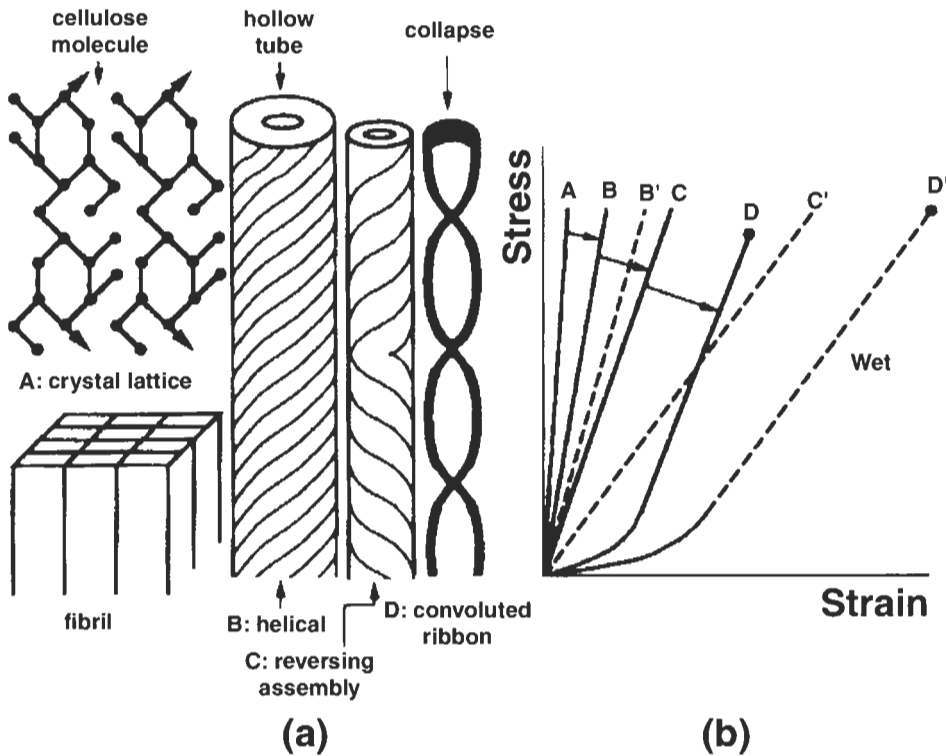 cellulose
molecule
hollow
tube
collapse
A: crystal lattice
fibril
B: helical
C: reversing
assembly
D: convoluted
ribbon
(a)
Stress
A
B
B'
C
D
C'
D'
Wet
Strain
(b)